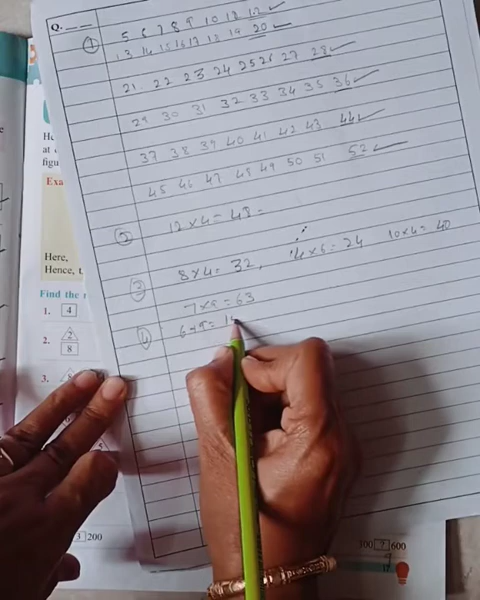 Q.
① 5 6 7 8 9 10 11 12 ✓
13 14 15 16 17 18 19 20 ✓
21 22 23 24 25 26 27 28 ✓
29 30 31 32 33 34 35 36 ✓
37 38 39 40 41 42 43 44 ✓
45 46 47 48 49 50 51 52 ✓
② 12 × 4 = 48 =
③ 8 × 4 = 32, 4 × 6 = 24 10 × 4 = 40
7 × 9 = 63
④ 6 × 9 =
Exa
Here,
Hence,
Find the
1. 4
2. 2
8
3.
3 200
300 ? 600